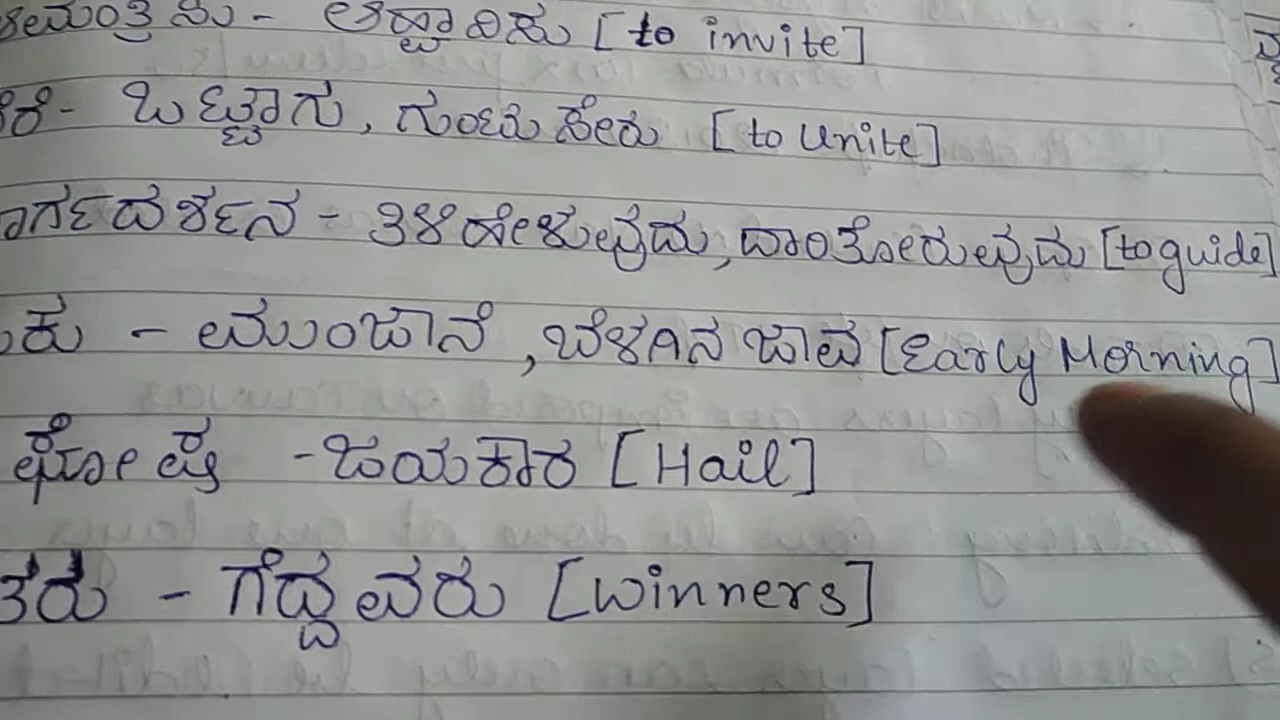 ಆಹ್ವಾನಿಸು [to invite]
ಒಟ್ಟಾಗು, ಗುಂಪು ಸೇರು [to Unite]
ಮಾರ್ಗದರ್ಶನ - ತಿಳಿ ಹೇಳುವುದು, ದಾರಿತೋರುವುದು [to guide]
- ಮುಂಜಾನೆ, ಬೆಳಗಿನ ಜಾವ [Early Morning]
ಘೋಷ - ಜಯಕಾರ [Hail]
- ಗೆದ್ದವರು [Winners]